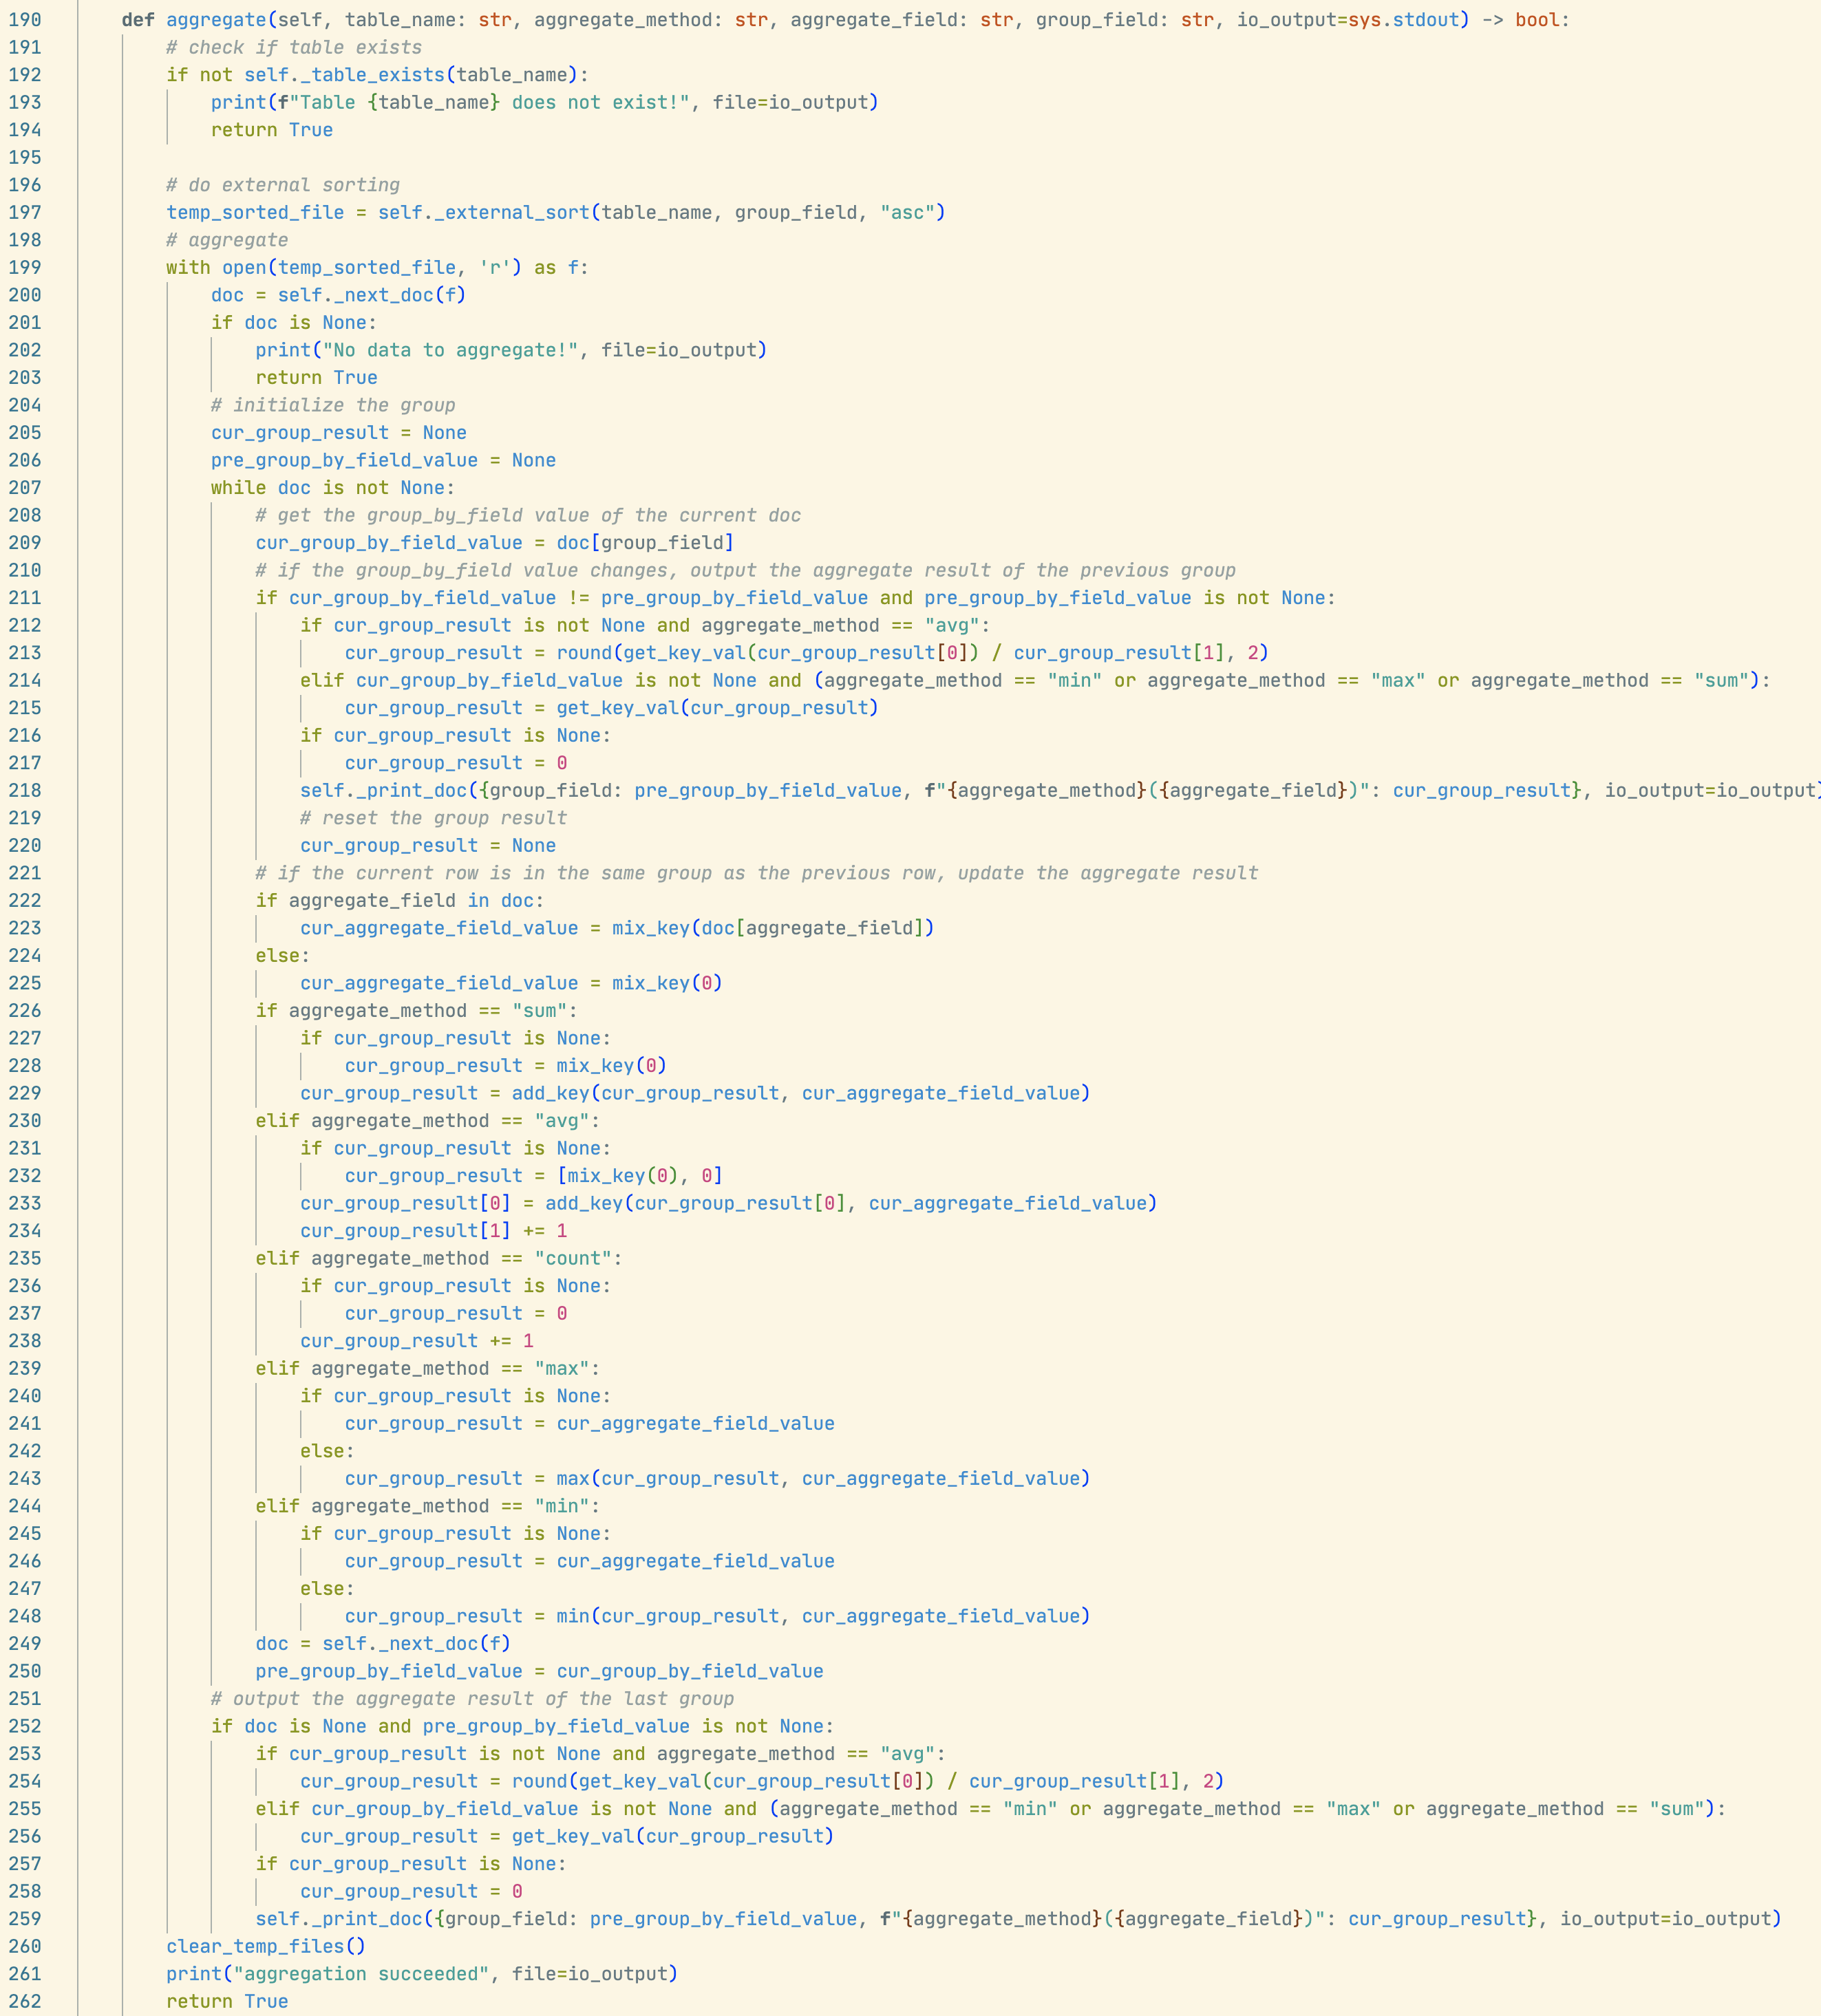 190 def aggregate(self, table_name: str, aggregate_method: str, aggregate_field: str, group_field: str, io_output=sys.stdout) -> bool:
191 # check if table exists
192 if not self._table_exists(table_name):
193 print(f"Table {table_name} does not exist!", file=io_output)
194 return True
195
196 # do external sorting
197 temp_sorted_file = self._external_sort(table_name, group_field, "asc")
198 # aggregate
199 with open(temp_sorted_file, 'r') as f:
200 doc = self._next_doc(f)
201 if doc is None:
202 print("No data to aggregate!", file=io_output)
203 return True
204 # initialize the group
205 cur_group_result = None
206 pre_group_by_field_value = None
207 while doc is not None:
208 # get the group_by_field value of the current doc
209 cur_group_by_field_value = doc[group_field]
210 # if the group_by_field value changes, output the aggregate result of the previous group
211 if cur_group_by_field_value != pre_group_by_field_value and pre_group_by_field_value is not None:
212 if cur_group_result is not None and aggregate_method == "avg":
213 cur_group_result = round(get_key_val(cur_group_result[0]) / cur_group_result[1], 2)
214 elif cur_group_by_field_value is not None and (aggregate_method == "min" or aggregate_method == "max" or aggregate_method == "sum"):
215 cur_group_result = get_key_val(cur_group_result)
216 if cur_group_result is None:
217 cur_group_result = 0
218 self._print_doc({group_field: pre_group_by_field_value, f"{aggregate_method}({aggregate_field})": cur_group_result}, io_output=io_output)
219 # reset the group result
220 cur_group_result = None
221 # if the current row is in the same group as the previous row, update the aggregate result
222 if aggregate_field in doc:
223 cur_aggregate_field_value = mix_key(doc[aggregate_field])
224 else:
225 cur_aggregate_field_value = mix_key(0)
226 if aggregate_method == "sum":
227 if cur_group_result is None:
228 cur_group_result = mix_key(0)
229 cur_group_result = add_key(cur_group_result, cur_aggregate_field_value)
230 elif aggregate_method == "avg":
231 if cur_group_result is None:
232 cur_group_result = [mix_key(0), 0]
233 cur_group_result[0] = add_key(cur_group_result[0], cur_aggregate_field_value)
234 cur_group_result[1] += 1
235 elif aggregate_method == "count":
236 if cur_group_result is None:
237 cur_group_result = 0
238 cur_group_result += 1
239 elif aggregate_method == "max":
240 if cur_group_result is None:
241 cur_group_result = cur_aggregate_field_value
242 else:
243 cur_group_result = max(cur_group_result, cur_aggregate_field_value)
244 elif aggregate_method == "min":
245 if cur_group_result is None:
246 cur_group_result = cur_aggregate_field_value
247 else:
248 cur_group_result = min(cur_group_result, cur_aggregate_field_value)
249 doc = self._next_doc(f)
250 pre_group_by_field_value = cur_group_by_field_value
251 # output the aggregate result of the last group
252 if doc is None and pre_group_by_field_value is not None:
253 if cur_group_result is not None and aggregate_method == "avg":
254 cur_group_result = round(get_key_val(cur_group_result[0]) / cur_group_result[1], 2)
255 elif cur_group_by_field_value is not None and (aggregate_method == "min" or aggregate_method == "max" or aggregate_method == "sum"):
256 cur_group_result = get_key_val(cur_group_result)
257 if cur_group_result is None:
258 cur_group_result = 0
259 self._print_doc({group_field: pre_group_by_field_value, f"{aggregate_method}({aggregate_field})": cur_group_result}, io_output=io_output)
260 clear_temp_files()
261 print("aggregation succeeded", file=io_output)
262 return True